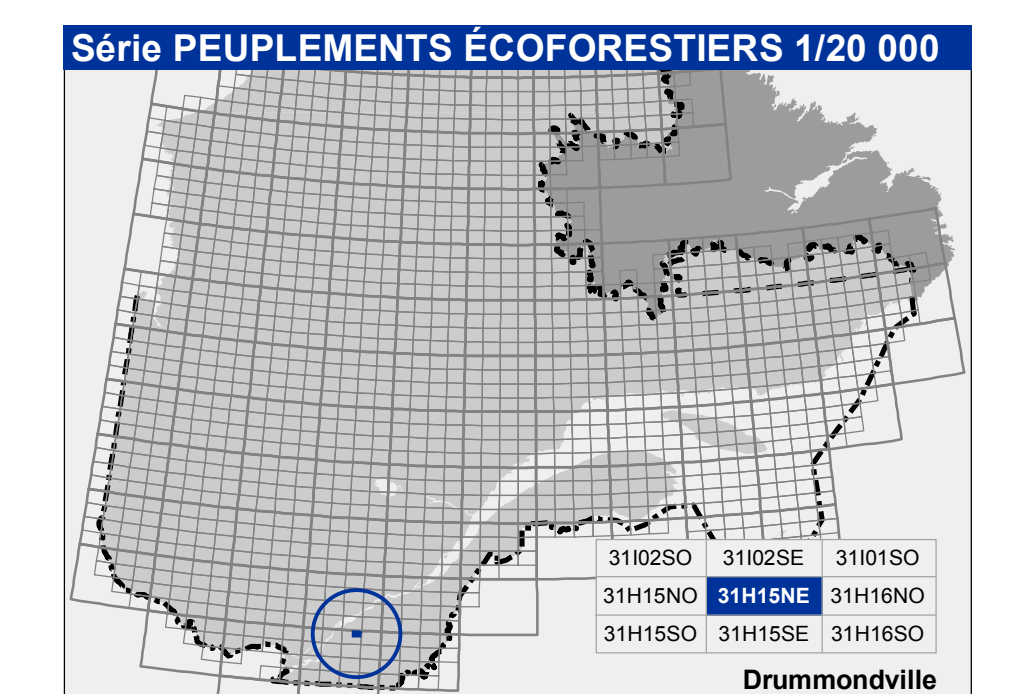 Série PEUPLEMENTS ÉCOFORESTIERS 1/20 000
31I02SO 31I02SE 31I01SO
31H15NO 31H15NE 31H16NO
31H15SO 31H15SE 31H16SO
Drummondville